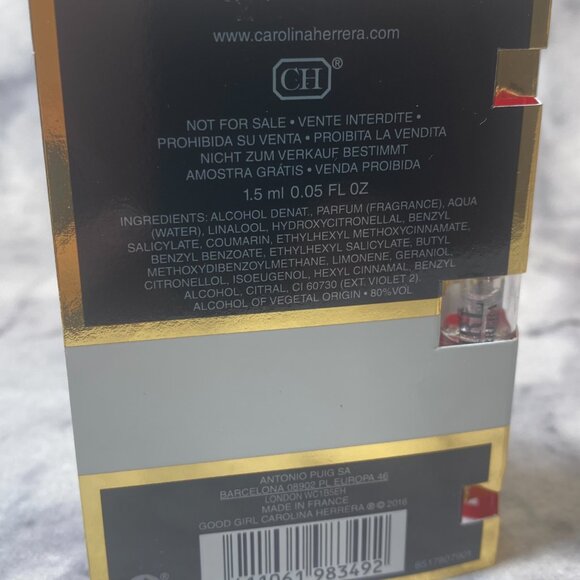 www.carolinaherrera.com
CH®
NOT FOR SALE • VENTE INTERDITE •
PROHIBIDA SU VENTA • PROIBITA LA VENDITA
NICHT ZUM VERKAUF BESTIMMT
AMOSTRA GRÁTIS • VENDA PROIBIDA
1.5 ml 0.05 FL OZ
INGREDIENTS: ALCOHOL DENAT., PARFUM (FRAGRANCE), AQUA
(WATER), LINALOOL, HYDROXYCITRONELLAL, BENZYL
SALICYLATE, COUMARIN, ETHYLHEXYL METHOXYCINNAMATE,
BENZYL BENZOATE, ETHYLHEXYL SALICYLATE, BUTYL
METHOXYDIBENZOYLMETHANE, LIMONENE, GERANIOL,
CITRONELLOL, ISOEUGENOL, HEXYL CINNAMAL, BENZYL
ALCOHOL, CITRAL, CI 60730 (EXT. VIOLET 2).
ALCOHOL OF VEGETAL ORIGIN • 80%VOL
ANTONIO PUIG SA
BARCELONA 08902 PL EUROPA 46
LONDON WC1B5EH
MADE IN FRANCE
GOOD GIRL CAROLINA HERRERA ®© 2016
8517807001
411061 983492